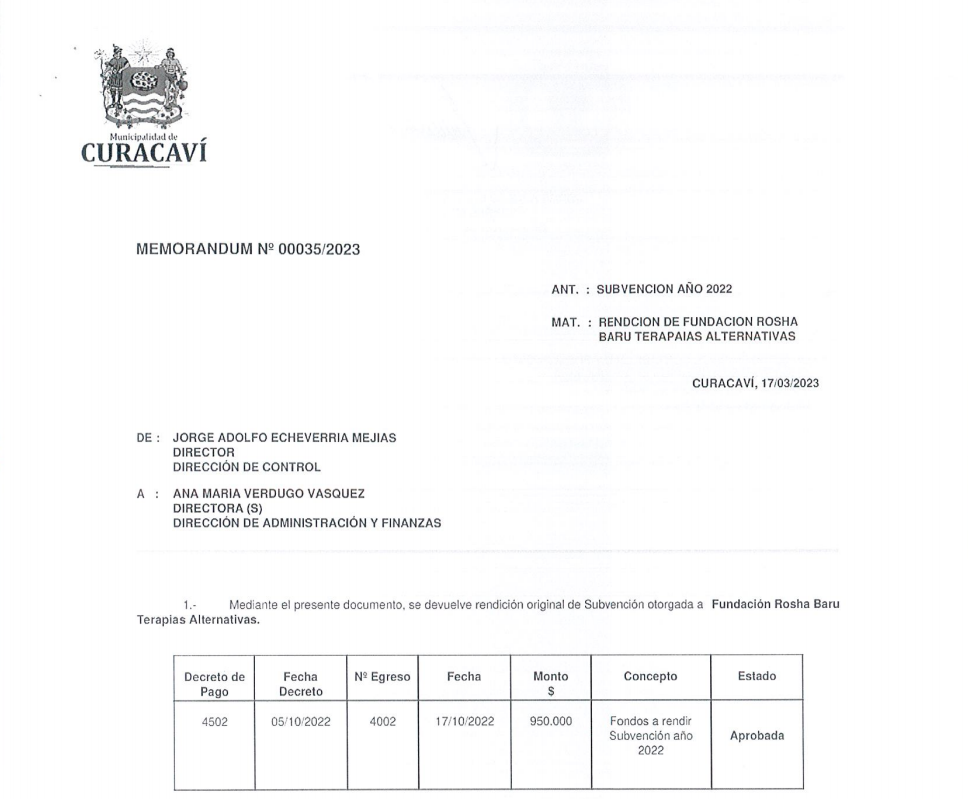 Municipalidad de
CURACAVÍ
MEMORANDUM Nº 00035/2023
ANT. : SUBVENCION AÑO 2022
MAT. : RENDCION DE FUNDACION ROSHA
BARU TERAPAIAS ALTERNATIVAS
CURACAVÍ, 17/03/2023
DE : JORGE ADOLFO ECHEVERRIA MEJIAS
DIRECTOR
DIRECCIÓN DE CONTROL
A : ANA MARIA VERDUGO VASQUEZ
DIRECTORA (S)
DIRECCIÓN DE ADMINISTRACIÓN Y FINANZAS
1.- Mediante el presente documento, se devuelve rendición original de Subvención otorgada a Fundación Rosha Baru
Terapias Alternativas.
Decreto de Pago Fecha Decreto Nº Egreso Fecha Monto $ Concepto Estado
4502 05/10/2022 4002 17/10/2022 950.000 Fondos a rendir Subvención año 2022 Aprobada